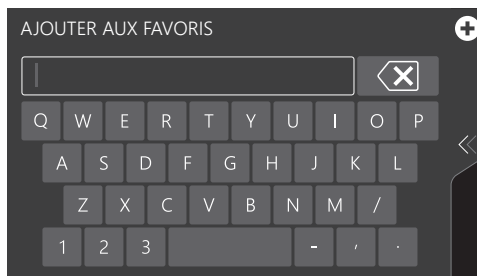 AJOUTER AUX FAVORIS
Q W E R T Y U I O P
A S D F G H J K L
Z X C V B N M /
1 2 3 - , .